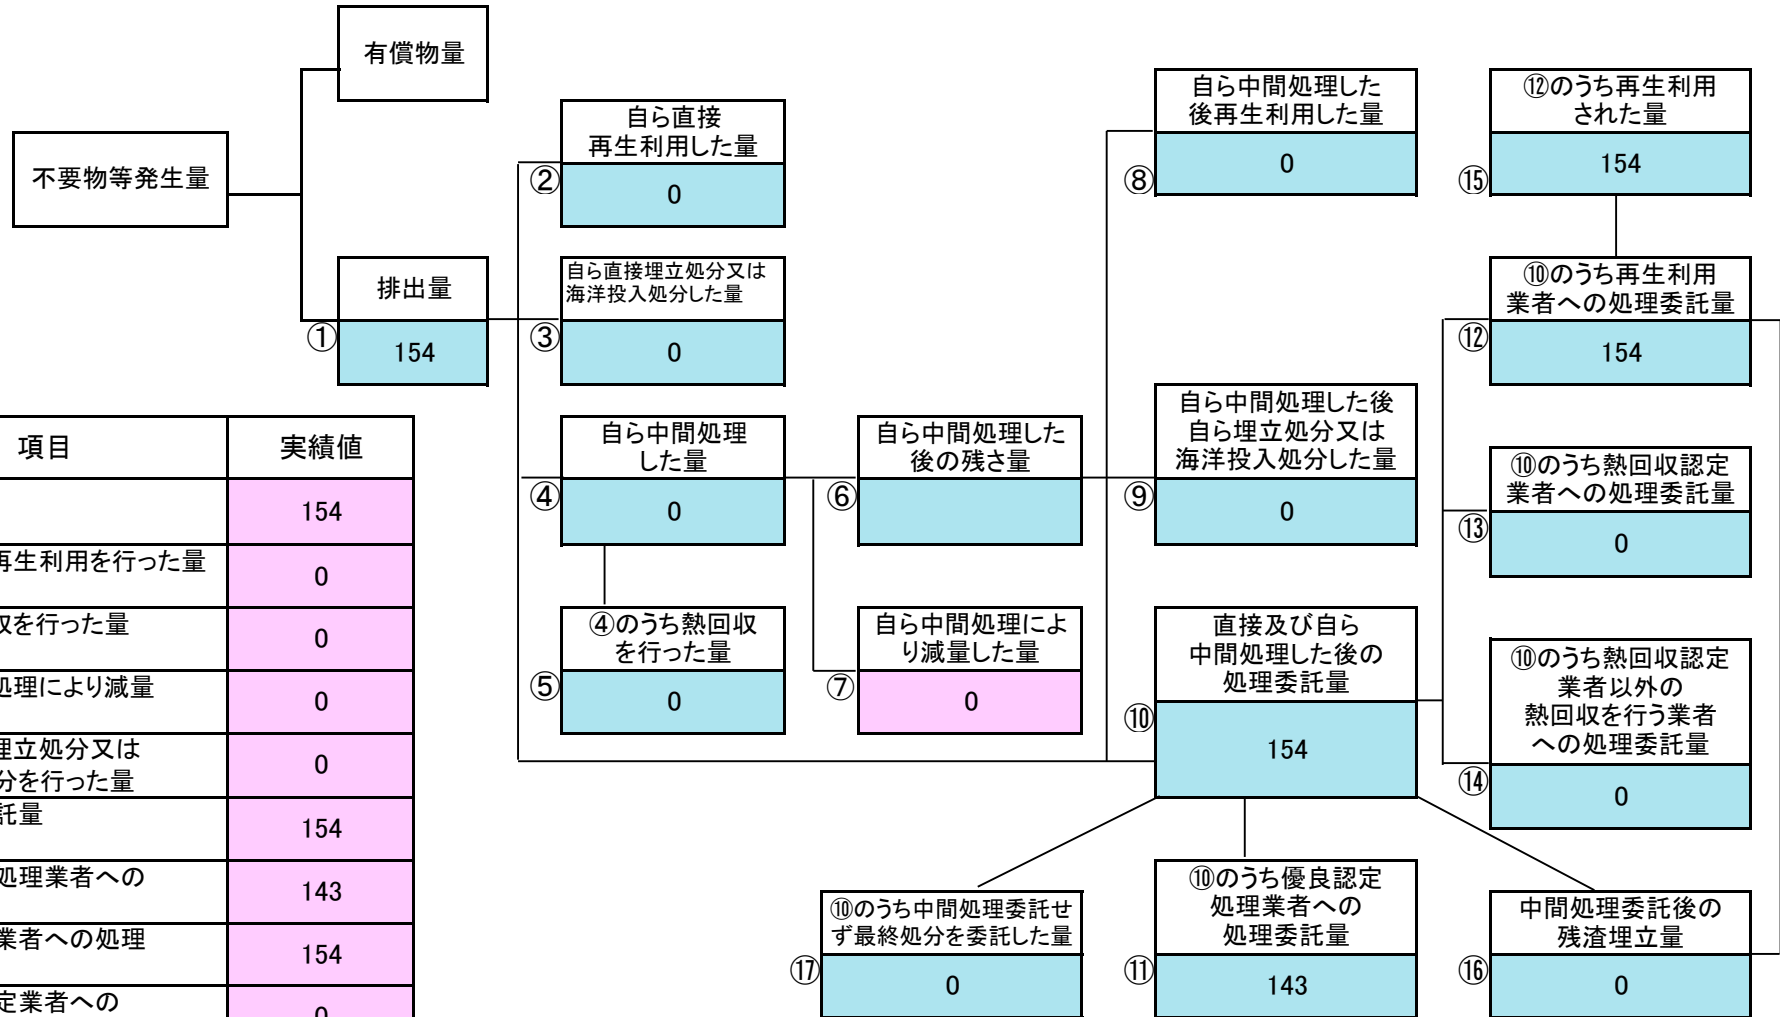 有償物量
不要物等発生量
排出量
①
154
自ら直接
再生利用した量
②
0
自ら直接埋立処分又は
海洋投入処分した量
③
0
自ら中間処理
した量
④
0
④のうち熱回収
を行った量
⑤
0
自ら中間処理した
後の残さ量
⑥
自ら中間処理によ
り減量した量
⑦
0
自ら中間処理した
後再生利用した量
⑧
0
自ら中間処理した後
自ら埋立処分又は
海洋投入処分した量
⑨
0
直接及び自ら
中間処理した後の
処理委託量
⑩
154
⑫のうち再生利用
された量
⑮
154
⑩のうち再生利用
業者への処理委託量
⑫
154
⑩のうち熱回収認定
業者への処理委託量
⑬
0
⑩のうち熱回収認定
業者以外の
熱回収を行う業者
への処理委託量
⑭
0
⑩のうち中間処理委託せ
ず最終処分を委託した量
⑰
0
⑩のうち優良認定
処理業者への
処理委託量
⑪
143
中間処理委託後の
残渣埋立量
⑯
0
項目 実績値
154
再生利用を行った量 0
収を行った量 0
処理により減量 0
埋立処分又は
分を行った量 0
託量 154
処理業者への 143
業者への処理 154
定業者への 0